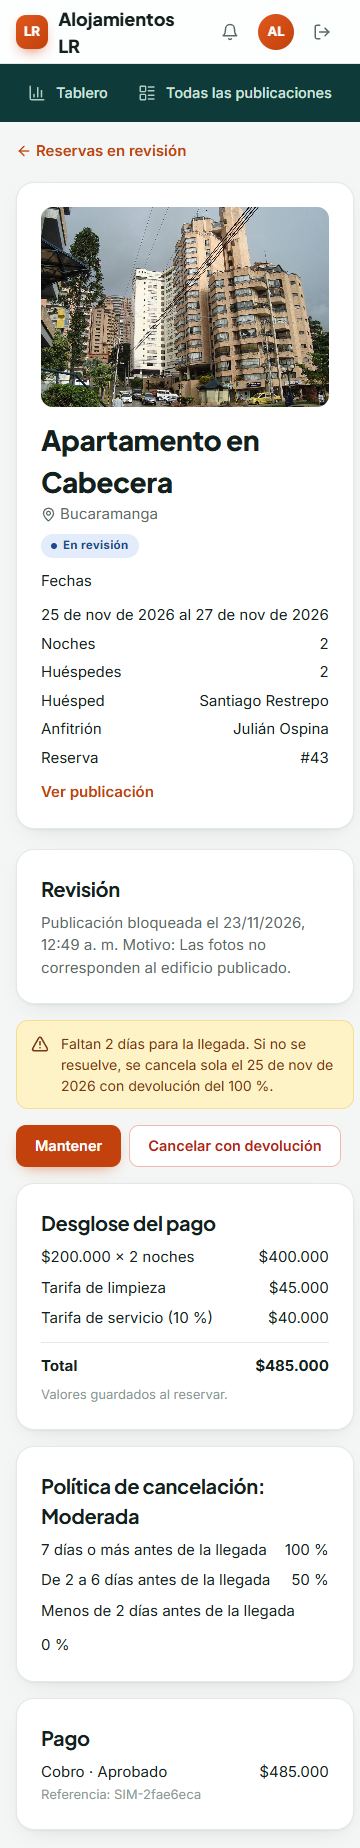 LR
Alojamientos
LR
AL
Tablero
Todas las publicaciones
← Reservas en revisión
Apartamento en
Cabecera
Bucaramanga
En revisión
Fechas
25 de nov de 2026 al 27 de nov de 2026
Noches 2
Huéspedes 2
Huésped Santiago Restrepo
Anfitrión Julián Ospina
Reserva #43
Ver publicación
Revisión
Publicación bloqueada el 23/11/2026,
12:49 a. m. Motivo: Las fotos no
corresponden al edificio publicado.
Faltan 2 días para la llegada. Si no se
resuelve, se cancela sola el 25 de nov de
2026 con devolución del 100 %.
Mantener
Cancelar con devolución
Desglose del pago
$200.000 × 2 noches $400.000
Tarifa de limpieza $45.000
Tarifa de servicio (10 %) $40.000
Total $485.000
Valores guardados al reservar.
Política de cancelación:
Moderada
7 días o más antes de la llegada 100 %
De 2 a 6 días antes de la llegada 50 %
Menos de 2 días antes de la llegada
0 %
Pago
Cobro · Aprobado $485.000
Referencia: SIM-2fae6eca